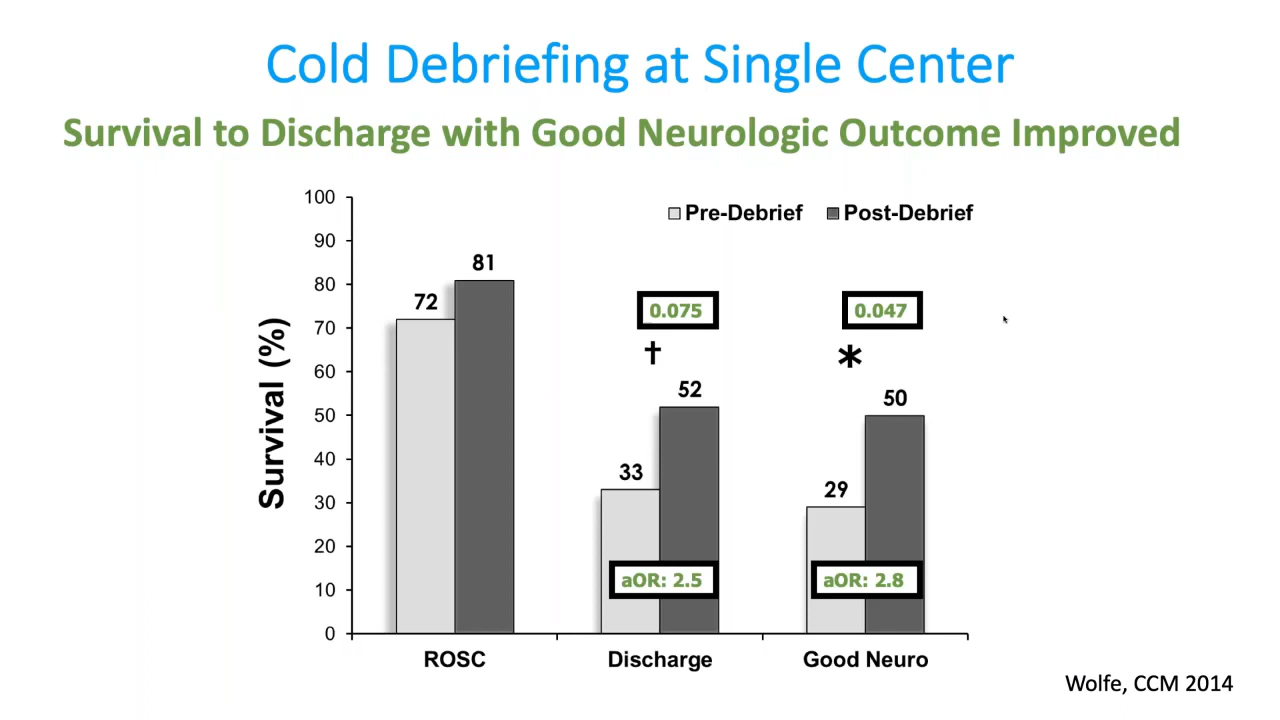 Cold Debriefing at Single Center
Survival to Discharge with Good Neurologic Outcome Improved
Pre-Debrief Post-Debrief
Survival (%)
100
90
80
70
60
50
40
30
20
10
0
72
81
0.075
†
33
52
aOR: 2.5
0.047
*
29
50
aOR: 2.8
ROSC Discharge Good Neuro
Wolfe, CCM 2014